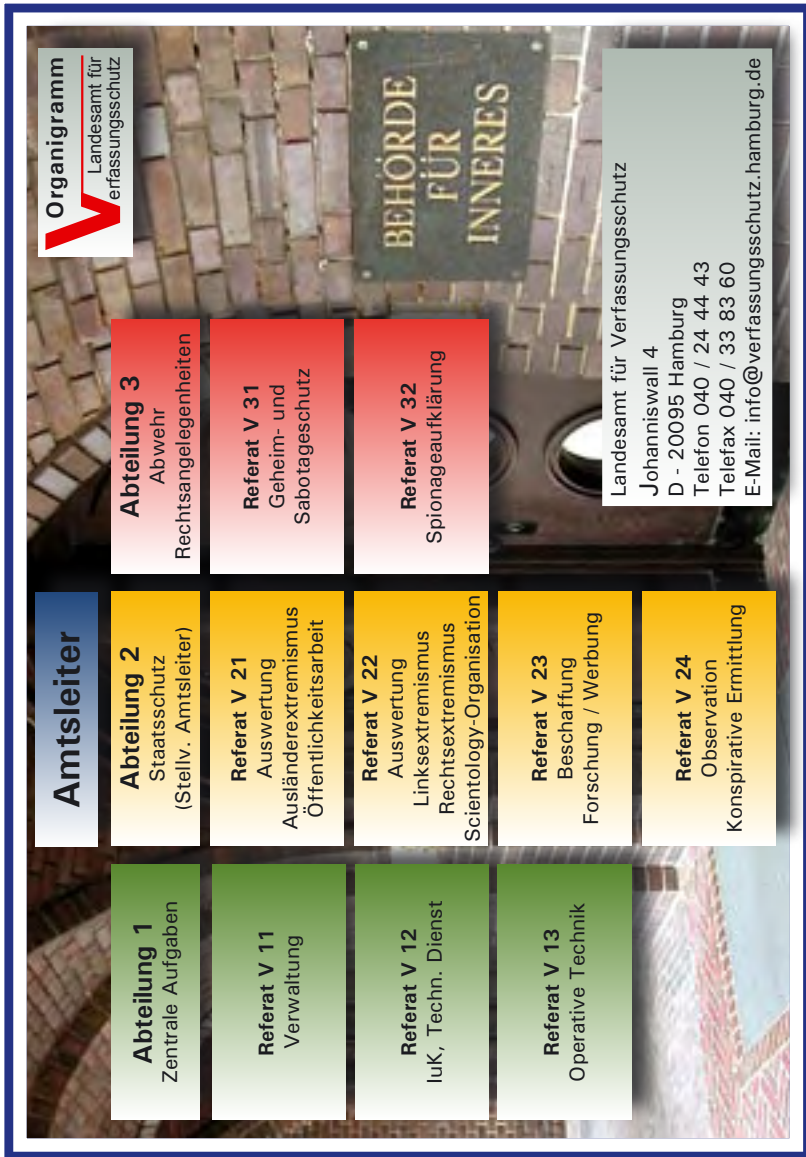 Organigramm
V Landesamt für
erfassungsschutz
BEHÖRDE
FÜR
INNERES
Amtsleiter
Abteilung 1
Zentrale Aufgaben
Referat V 11
Verwaltung
Referat V 12
IuK, Techn. Dienst
Referat V 13
Operative Technik
Abteilung 2
Staatsschutz
(Stellv. Amtsleiter)
Referat V 21
Auswertung
Ausländerextremismus
Öffentlichkeitsarbeit
Referat V 22
Auswertung
Linksextremismus
Rechtsextremismus
Scientology-Organisation
Referat V 23
Beschaffung
Forschung / Werbung
Referat V 24
Observation
Konspirative Ermittlung
Abteilung 3
Abwehr
Rechtsangelegenheiten
Referat V 31
Geheim- und
Sabotageschutz
Referat V 32
Spionageaufklärung
Landesamt für Verfassungsschutz
Johanniswall 4
D - 20095 Hamburg
Telefon 040 / 24 44 43
Telefax 040 / 33 83 60
E-Mail: info@verfassungsschutz.hamburg.de